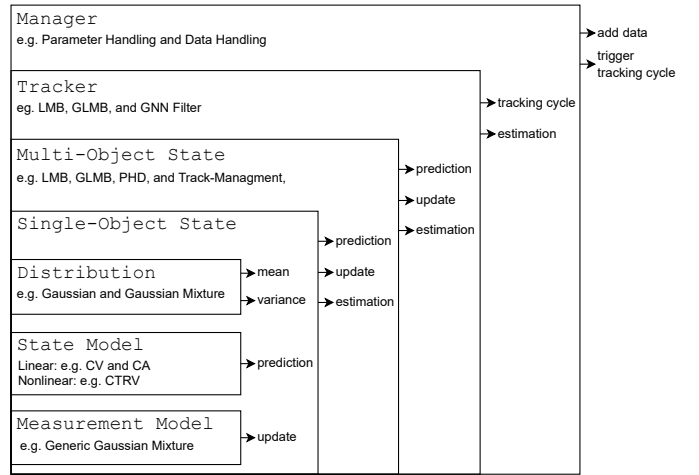 Manager
e.g. Parameter Handling and Data Handling
add data
trigger
tracking cycle
Tracker
eg. LMB, GLMB, and GNN Filter
tracking cycle
estimation
Multi-Object State
e.g. LMB, GLMB, PHD, and Track-Managment,
prediction
update
estimation
Single-Object State
prediction
update
estimation
Distribution
e.g. Gaussian and Gaussian Mixture
mean
variance
State Model
Linear: e.g. CV and CA
Nonlinear: e.g. CTRV
prediction
Measurement Model
e.g. Generic Gaussian Mixture
update